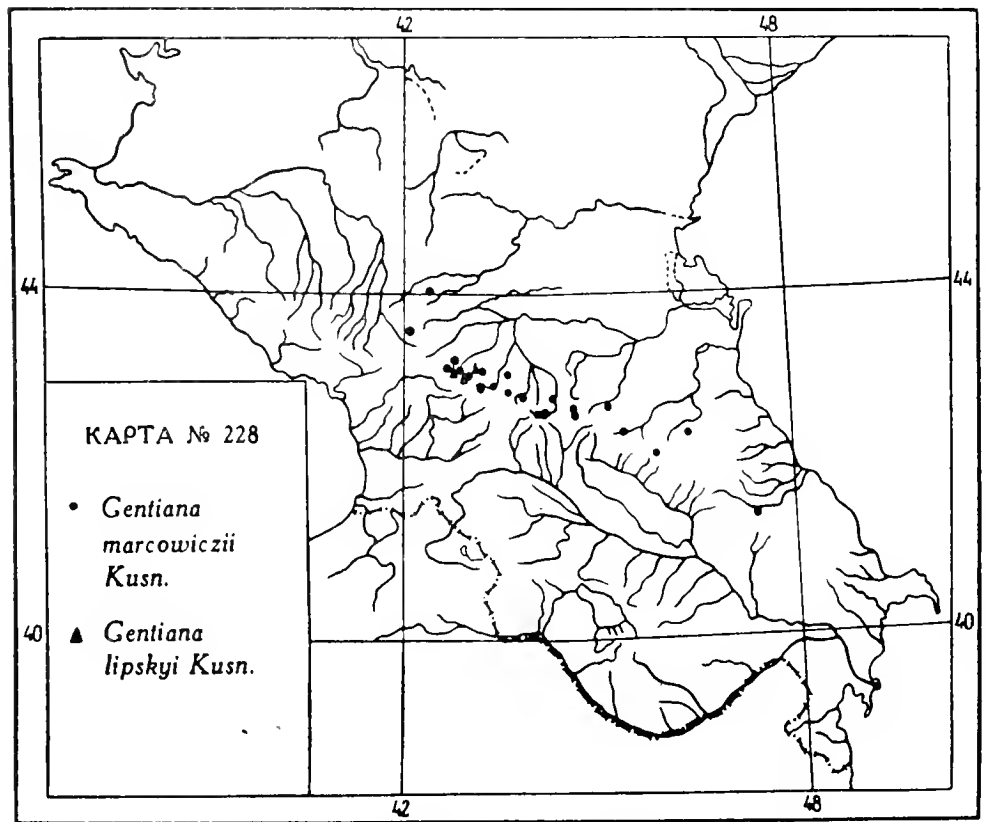 42 48
44 44
КАРТА № 228
Gentiana
marcowiczii
Kusn.
Gentiana
lipskyi Kusn.
40 40
42 48